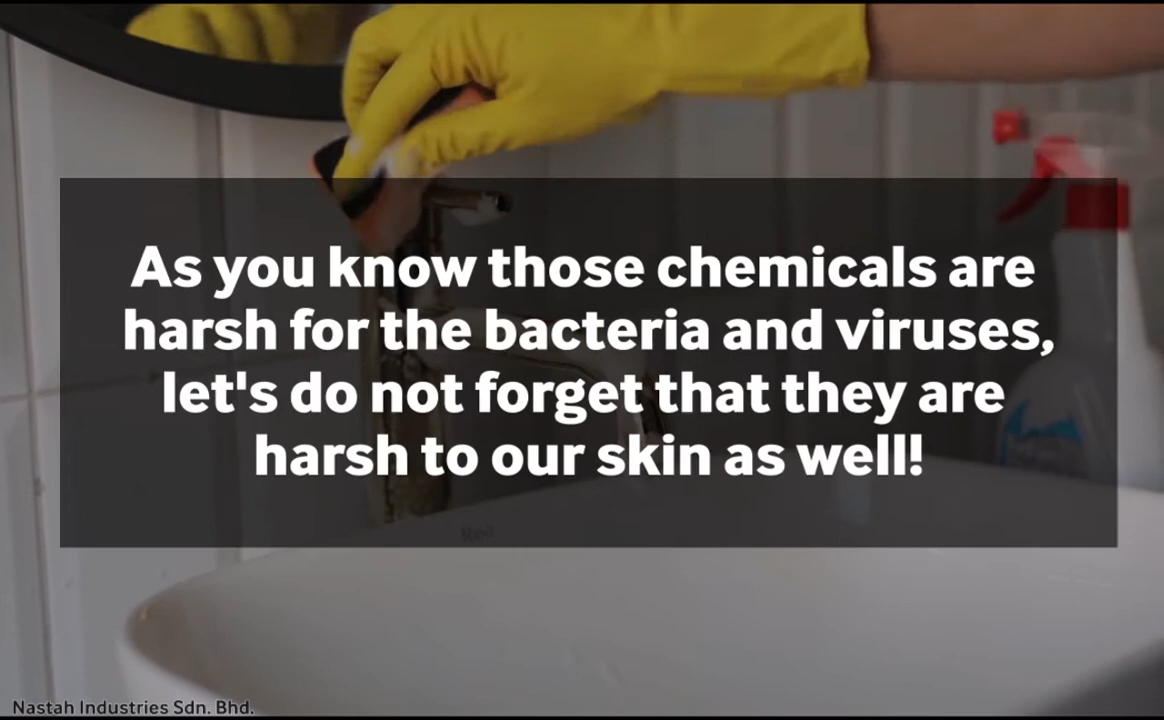 As you know those chemicals are
harsh for the bacteria and viruses,
let's do not forget that they are
harsh to our skin as well!
Nastah Industries Sdn. Bhd.